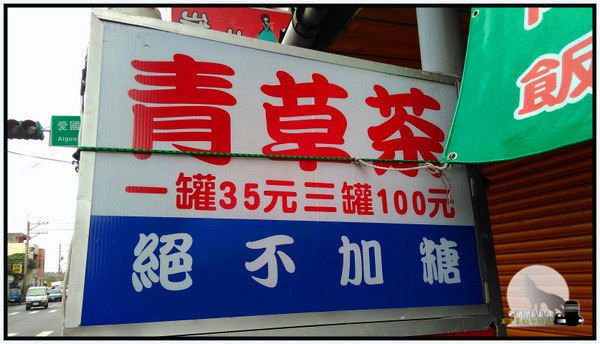 青草茶
一罐35元三罐100元
絕不加糖
愛國
Aiguo
飯